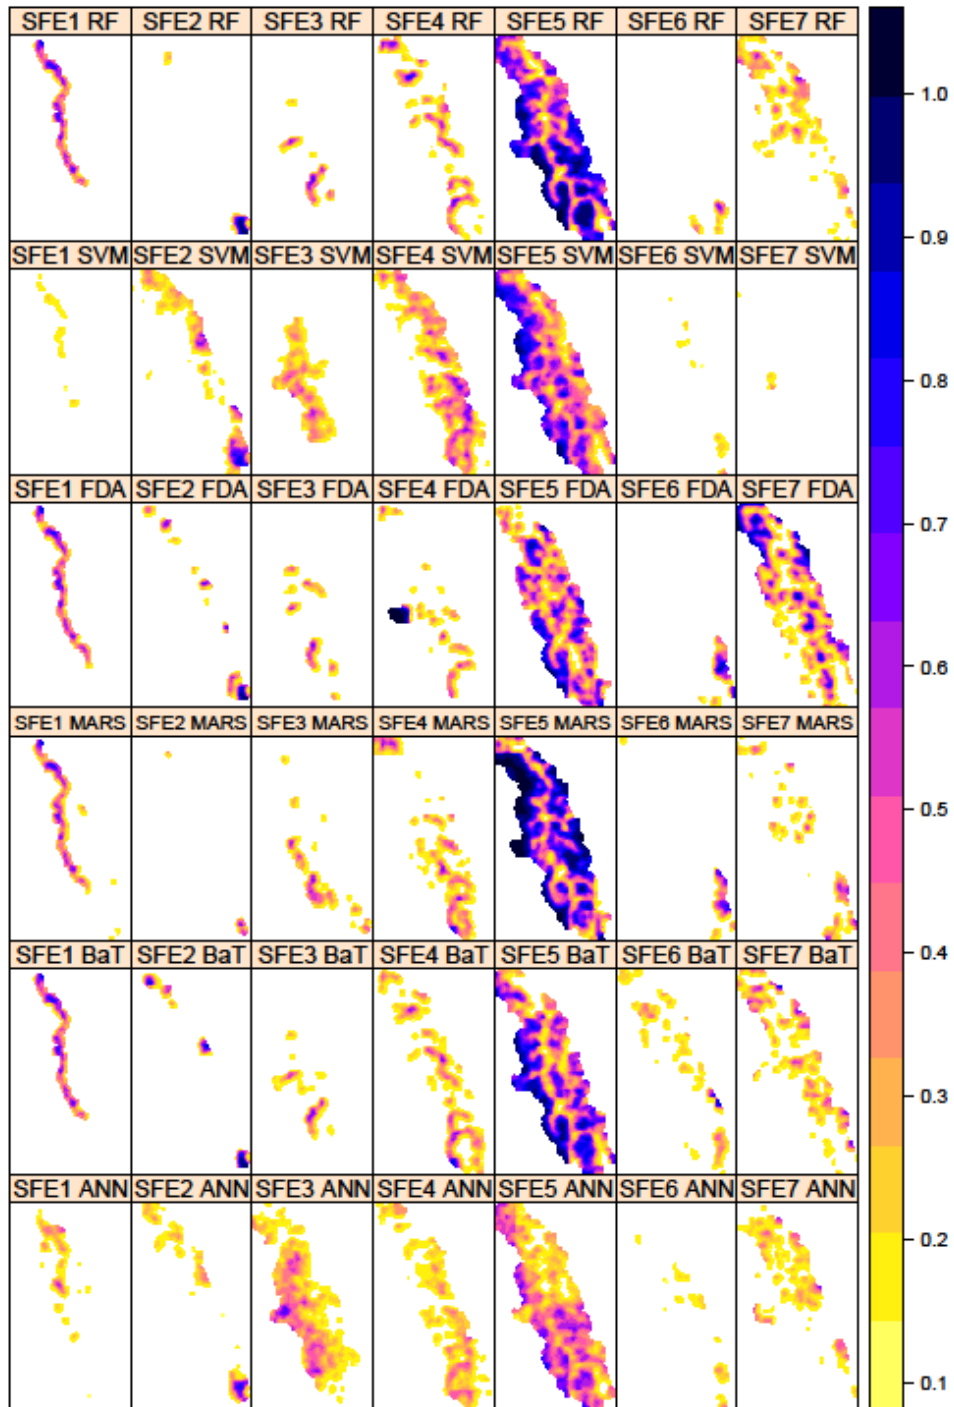 SFE1 RF SFE2 RF SFE3 RF SFE4 RF SFE5 RF SFE6 RF SFE7 RF
SFE1 SVM SFE2 SVM SFE3 SVM SFE4 SVM SFE5 SVM SFE6 SVM SFE7 SVM
SFE1 FDA SFE2 FDA SFE3 FDA SFE4 FDA SFE5 FDA SFE6 FDA SFE7 FDA
SFE1 MARS SFE2 MARS SFE3 MARS SFE4 MARS SFE5 MARS SFE6 MARS SFE7 MARS
SFE1 BaT SFE2 BaT SFE3 BaT SFE4 BaT SFE5 BaT SFE6 BaT SFE7 BaT
SFE1 ANN SFE2 ANN SFE3 ANN SFE4 ANN SFE5 ANN SFE6 ANN SFE7 ANN
1.0
0.9
0.8
0.7
0.6
0.5
0.4
0.3
0.2
0.1